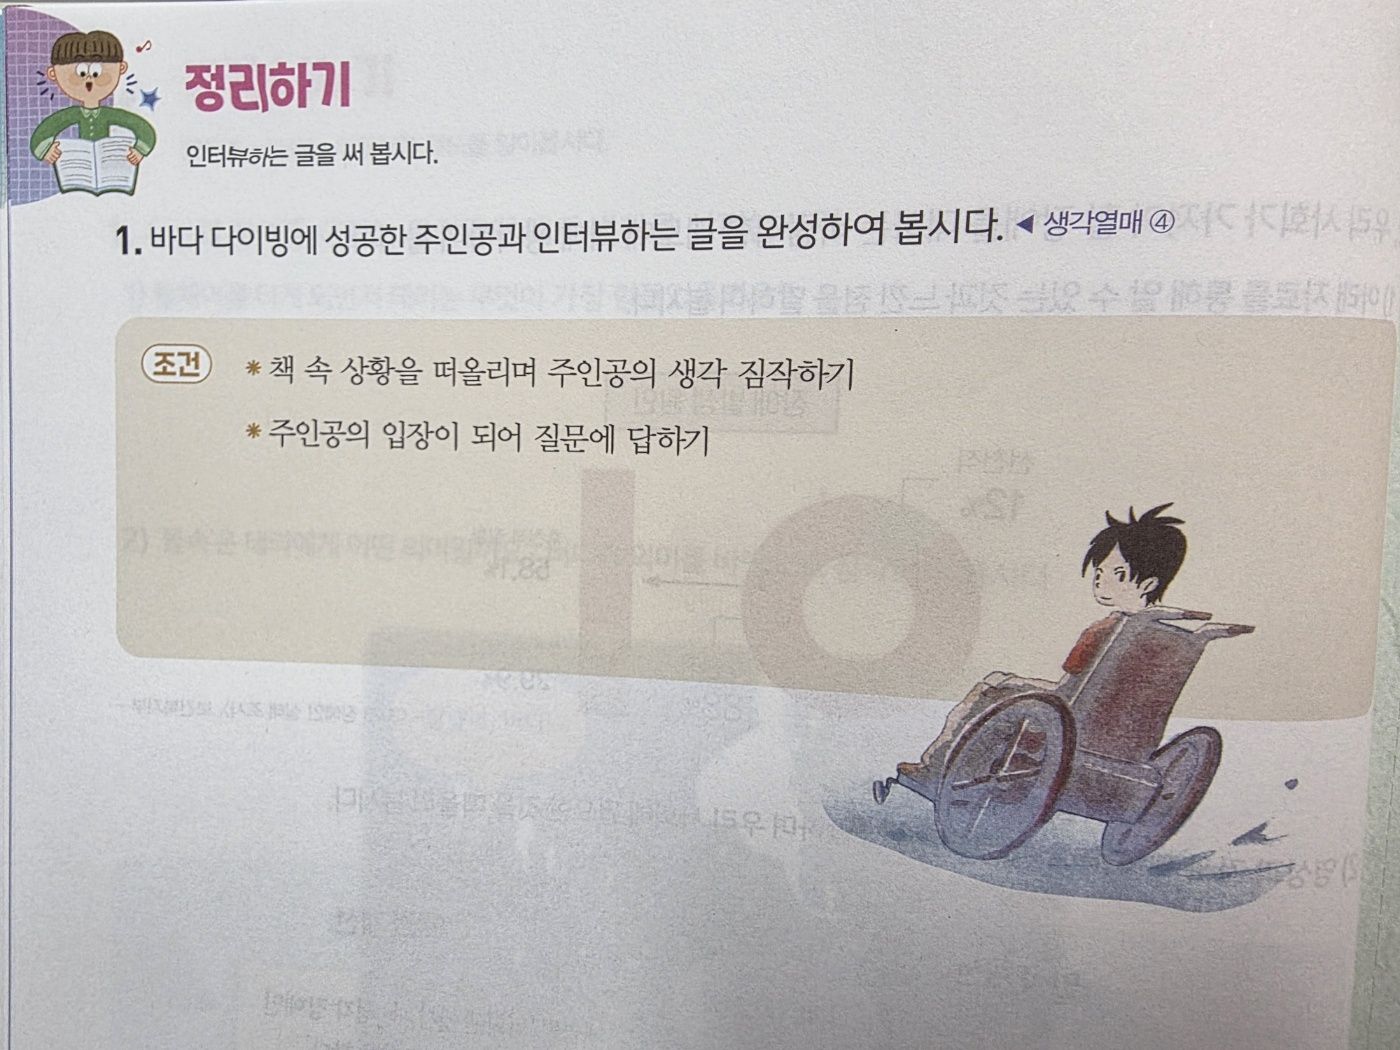 정리하기
인터뷰하는 글을 써 봅시다.
1. 바다 다이빙에 성공한 주인공과 인터뷰하는 글을 완성하여 봅시다. ◀ 생각열매 ④
조건
* 책 속 상황을 떠올리며 주인공의 생각 짐작하기
* 주인공의 입장이 되어 질문에 답하기